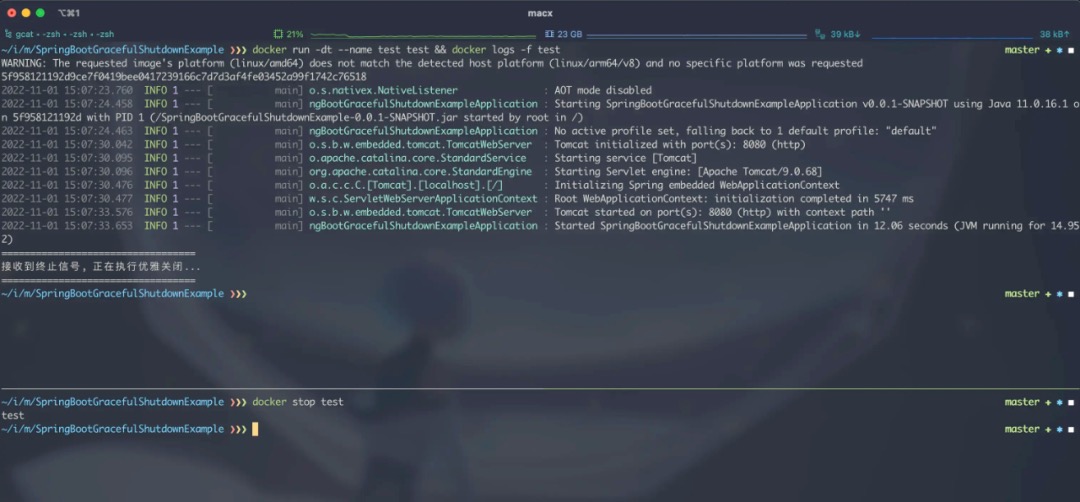 ⌥⌘1
macx
gcat • -zsh • -zsh • -zsh
21%
23 GB
39 kB↓
38 kB↑
~/i/m/SpringBootGracefulShutdownExample ❯❯❯ docker run -dt --name test test && docker logs -f test
master + * ■
WARNING: The requested image's platform (linux/amd64) does not match the detected host platform (linux/arm64/v8) and no specific platform was requested
5f958121192d9ce7f0419bee0417239166c7d7d3af4fe03452a99f1742c76518
2022-11-01 15:07:23.760 INFO 1 --- [ main] o.s.nativex.NativeListener : AOT mode disabled
2022-11-01 15:07:24.458 INFO 1 --- [ main] ngBootGracefulShutdownExampleApplication : Starting SpringBootGracefulShutdownExampleApplication v0.0.1-SNAPSHOT using Java 11.0.16.1 o
n 5f958121192d with PID 1 (/SpringBootGracefulShutdownExample-0.0.1-SNAPSHOT.jar started by root in /)
2022-11-01 15:07:24.463 INFO 1 --- [ main] ngBootGracefulShutdownExampleApplication : No active profile set, falling back to 1 default profile: "default"
2022-11-01 15:07:30.042 INFO 1 --- [ main] o.s.b.w.embedded.tomcat.TomcatWebServer : Tomcat initialized with port(s): 8080 (http)
2022-11-01 15:07:30.095 INFO 1 --- [ main] o.apache.catalina.core.StandardService : Starting service [Tomcat]
2022-11-01 15:07:30.096 INFO 1 --- [ main] org.apache.catalina.core.StandardEngine : Starting Servlet engine: [Apache Tomcat/9.0.68]
2022-11-01 15:07:30.476 INFO 1 --- [ main] o.a.c.c.C.[Tomcat].[localhost].[/] : Initializing Spring embedded WebApplicationContext
2022-11-01 15:07:30.477 INFO 1 --- [ main] w.s.c.ServletWebServerApplicationContext : Root WebApplicationContext: initialization completed in 5747 ms
2022-11-01 15:07:33.576 INFO 1 --- [ main] o.s.b.w.embedded.tomcat.TomcatWebServer : Tomcat started on port(s): 8080 (http) with context path ''
2022-11-01 15:07:33.653 INFO 1 --- [ main] ngBootGracefulShutdownExampleApplication : Started SpringBootGracefulShutdownExampleApplication in 12.06 seconds (JVM running for 14.95
2)
================================
接收到终止信号, 正在执行优雅关闭...
================================
~/i/m/SpringBootGracefulShutdownExample ❯❯❯
master + * ■
~/i/m/SpringBootGracefulShutdownExample ❯❯❯ docker stop test
master + * ■
test
~/i/m/SpringBootGracefulShutdownExample ❯❯❯
master + * ■